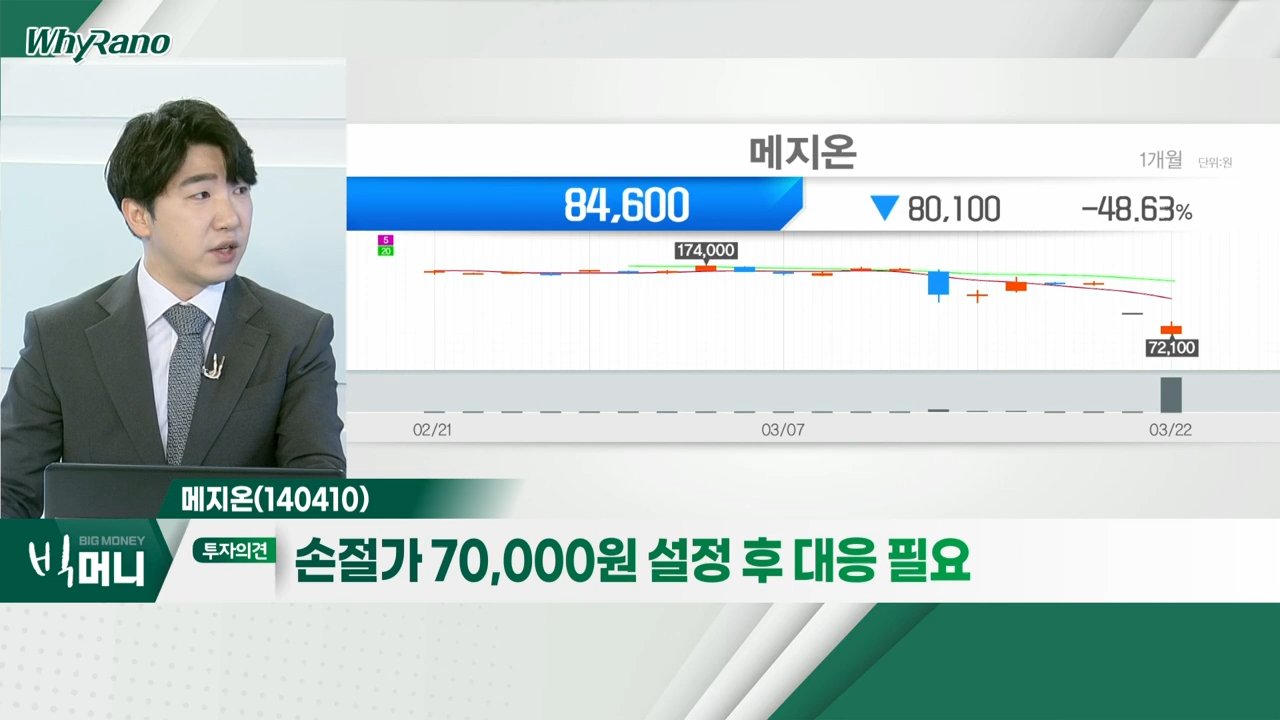 WhyRano
메지온
1개월 단위:원
84,600 ▼ 80,100 -48.63%
5
20
174,000
72,100
02/21 03/07 03/22
메지온(140410)
BIG MONEY
빅머니
투자의견
손절가 70,000원 설정 후 대응 필요